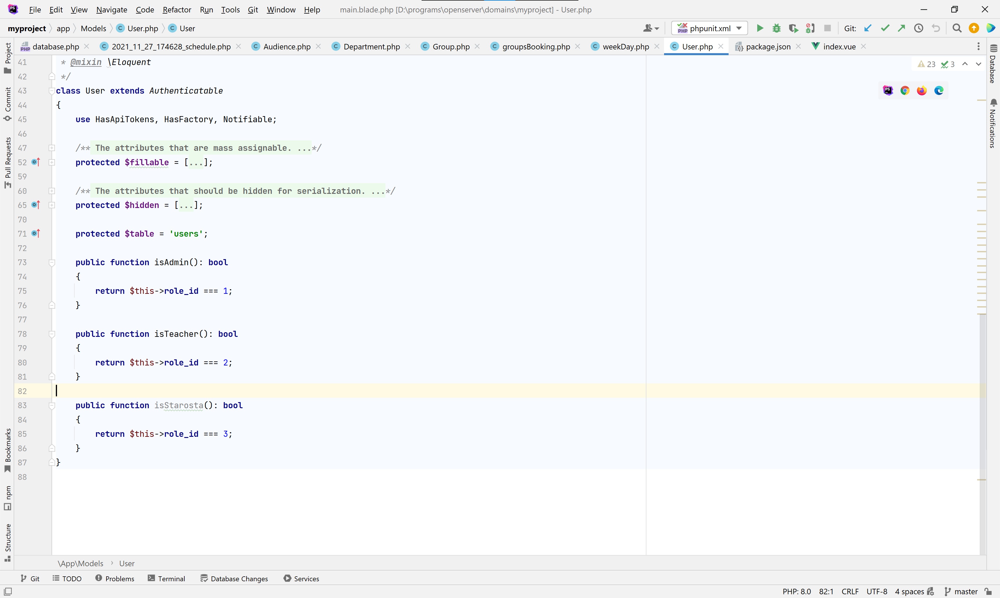 File Edit View Navigate Code Refactor Run Tools Git Window Help main.blade.php [D:\programs\openserver\domains\myproject] - User.php
myproject app Models User.php User phpunit.xml Git:
database.php 2021_11_27_174628_schedule.php Audience.php Department.php Group.php groupsBooking.php weekDay.php User.php package.json index.vue
Project
Commit
Pull Requests
Bookmarks
npm
Structure
Database
Notifications
23 3
41 * @mixin \Eloquent
42 */
43 class User extends Authenticatable
44 {
45 use HasApiTokens, HasFactory, Notifiable;
46
47 /** The attributes that are mass assignable. ...*/
52 protected $fillable = [...];
59
60 /** The attributes that should be hidden for serialization. ...*/
65 protected $hidden = [...];
70
71 protected $table = 'users';
72
73 public function isAdmin(): bool
74 {
75 return $this->role_id === 1;
76 }
77
78 public function isTeacher(): bool
79 {
80 return $this->role_id === 2;
81 }
82
83 public function isStarosta(): bool
84 {
85 return $this->role_id === 3;
86 }
87 }
88
\App\Models › User
Git TODO Problems Terminal Database Changes Services
PHP: 8.0 82:1 CRLF UTF-8 4 spaces master